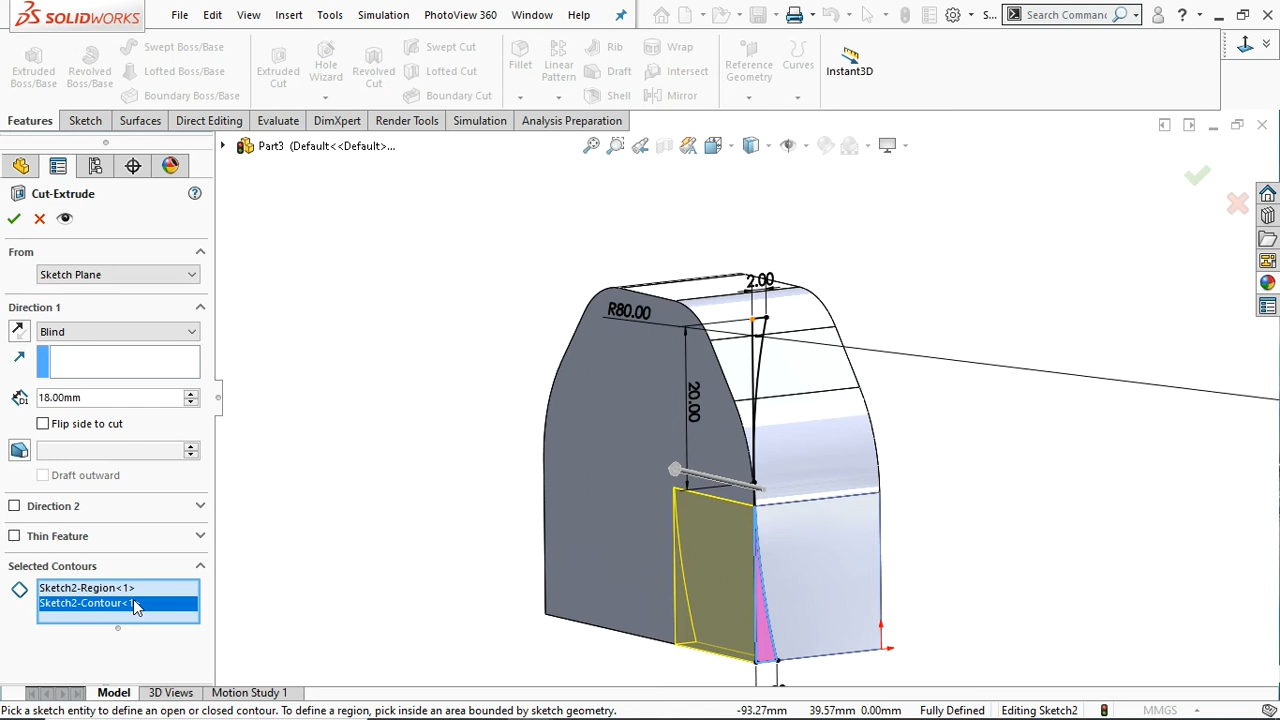 SOLIDWORKS File Edit View Insert Tools Simulation PhotoView 360 Window Help S... Search Comman ?
Extruded Boss/Base
Revolved Boss/Base
Swept Boss/Base
Lofted Boss/Base
Boundary Boss/Base
Extruded Cut
Hole Wizard
Revolved Cut
Swept Cut
Lofted Cut
Boundary Cut
Fillet
Linear Pattern
Rib
Draft
Shell
Wrap
Intersect
Mirror
Reference Geometry
Curves
Instant3D
Features Sketch Surfaces Direct Editing Evaluate DimXpert Render Tools Simulation Analysis Preparation
Part3 (Default<<Default>...
Cut-Extrude
From
Sketch Plane
Direction 1
Blind
18.00mm
Flip side to cut
Draft outward
Direction 2
Thin Feature
Selected Contours
Sketch2-Region<1>
Sketch2-Contour<1
2.00
R80.00
20.00
Model 3D Views Motion Study 1
Pick a sketch entity to define an open or closed contour. To define a region, pick inside an area bounded by sketch geometry. -93.27mm 39.57mm 0.00mm Fully Defined Editing Sketch2 MMGS